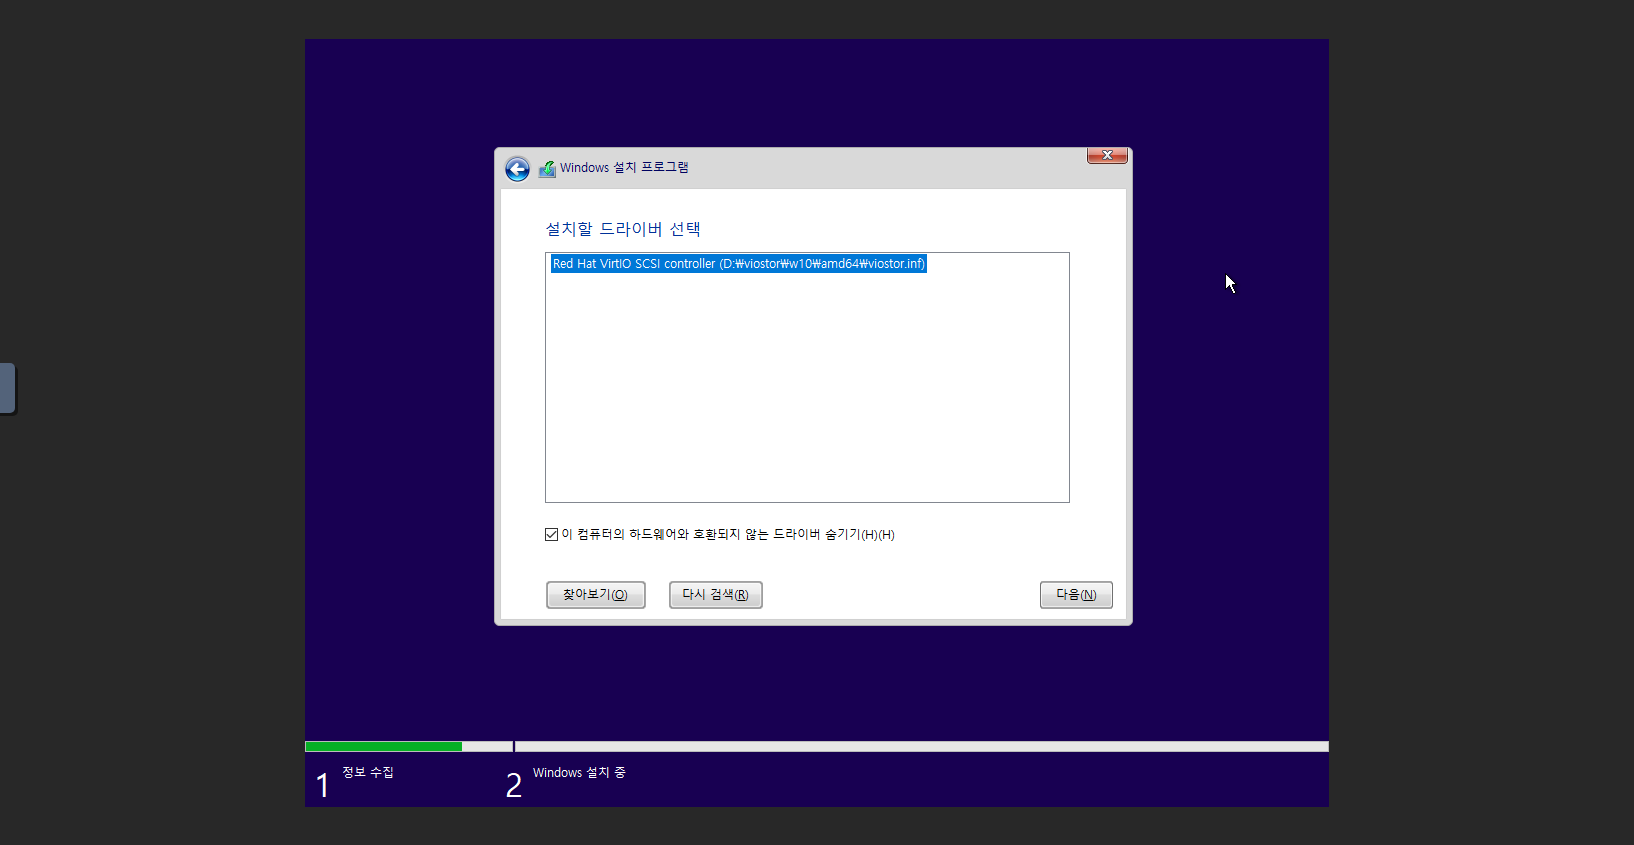 Windows 설치 프로그램
설치할 드라이버 선택
Red Hat VirtIO SCSI controller (D:₩viostor₩w10₩amd64₩viostor.inf)
이 컴퓨터의 하드웨어와 호환되지 않는 드라이버 숨기기(H)(H)
찾아보기(O) 다시 검색(R) 다음(N)
1 정보 수집 2 Windows 설치 중